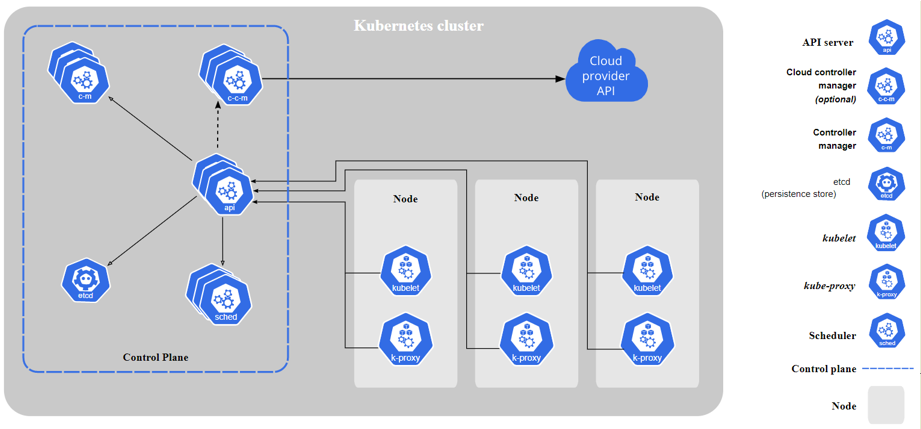 Kubernetes cluster
c-m
c-c-m
Cloud
provider
API
api
etcd
sched
Control Plane
Node
kubelet
k-proxy
Node
kubelet
k-proxy
Node
kubelet
k-proxy
API server
api
Cloud controller
manager
(optional)
c-c-m
Controller
manager
c-m
etcd
(persistence store)
etcd
kubelet
kubelet
kube-proxy
k-proxy
Scheduler
sched
Control plane
Node